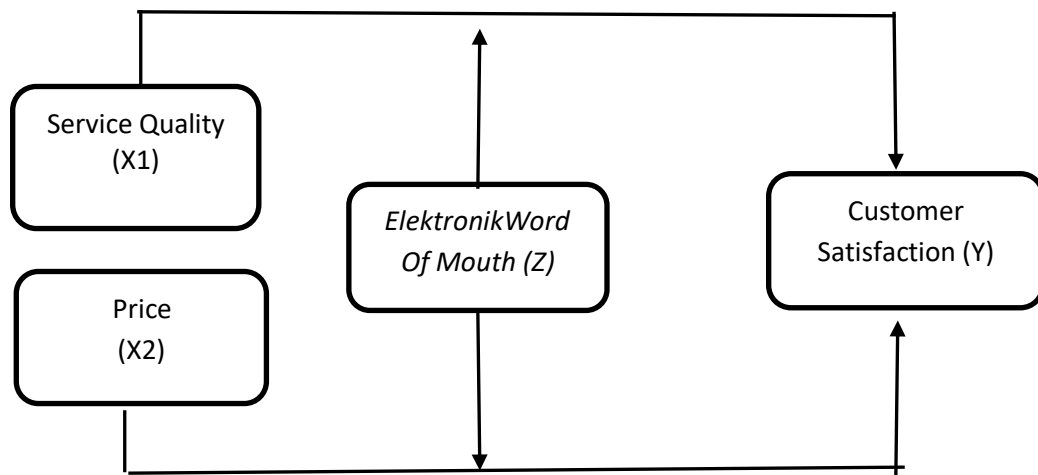 Service Quality
(X1)
ElektronikWord
Of Mouth (Z)
Customer
Satisfaction (Y)
Price
(X2)